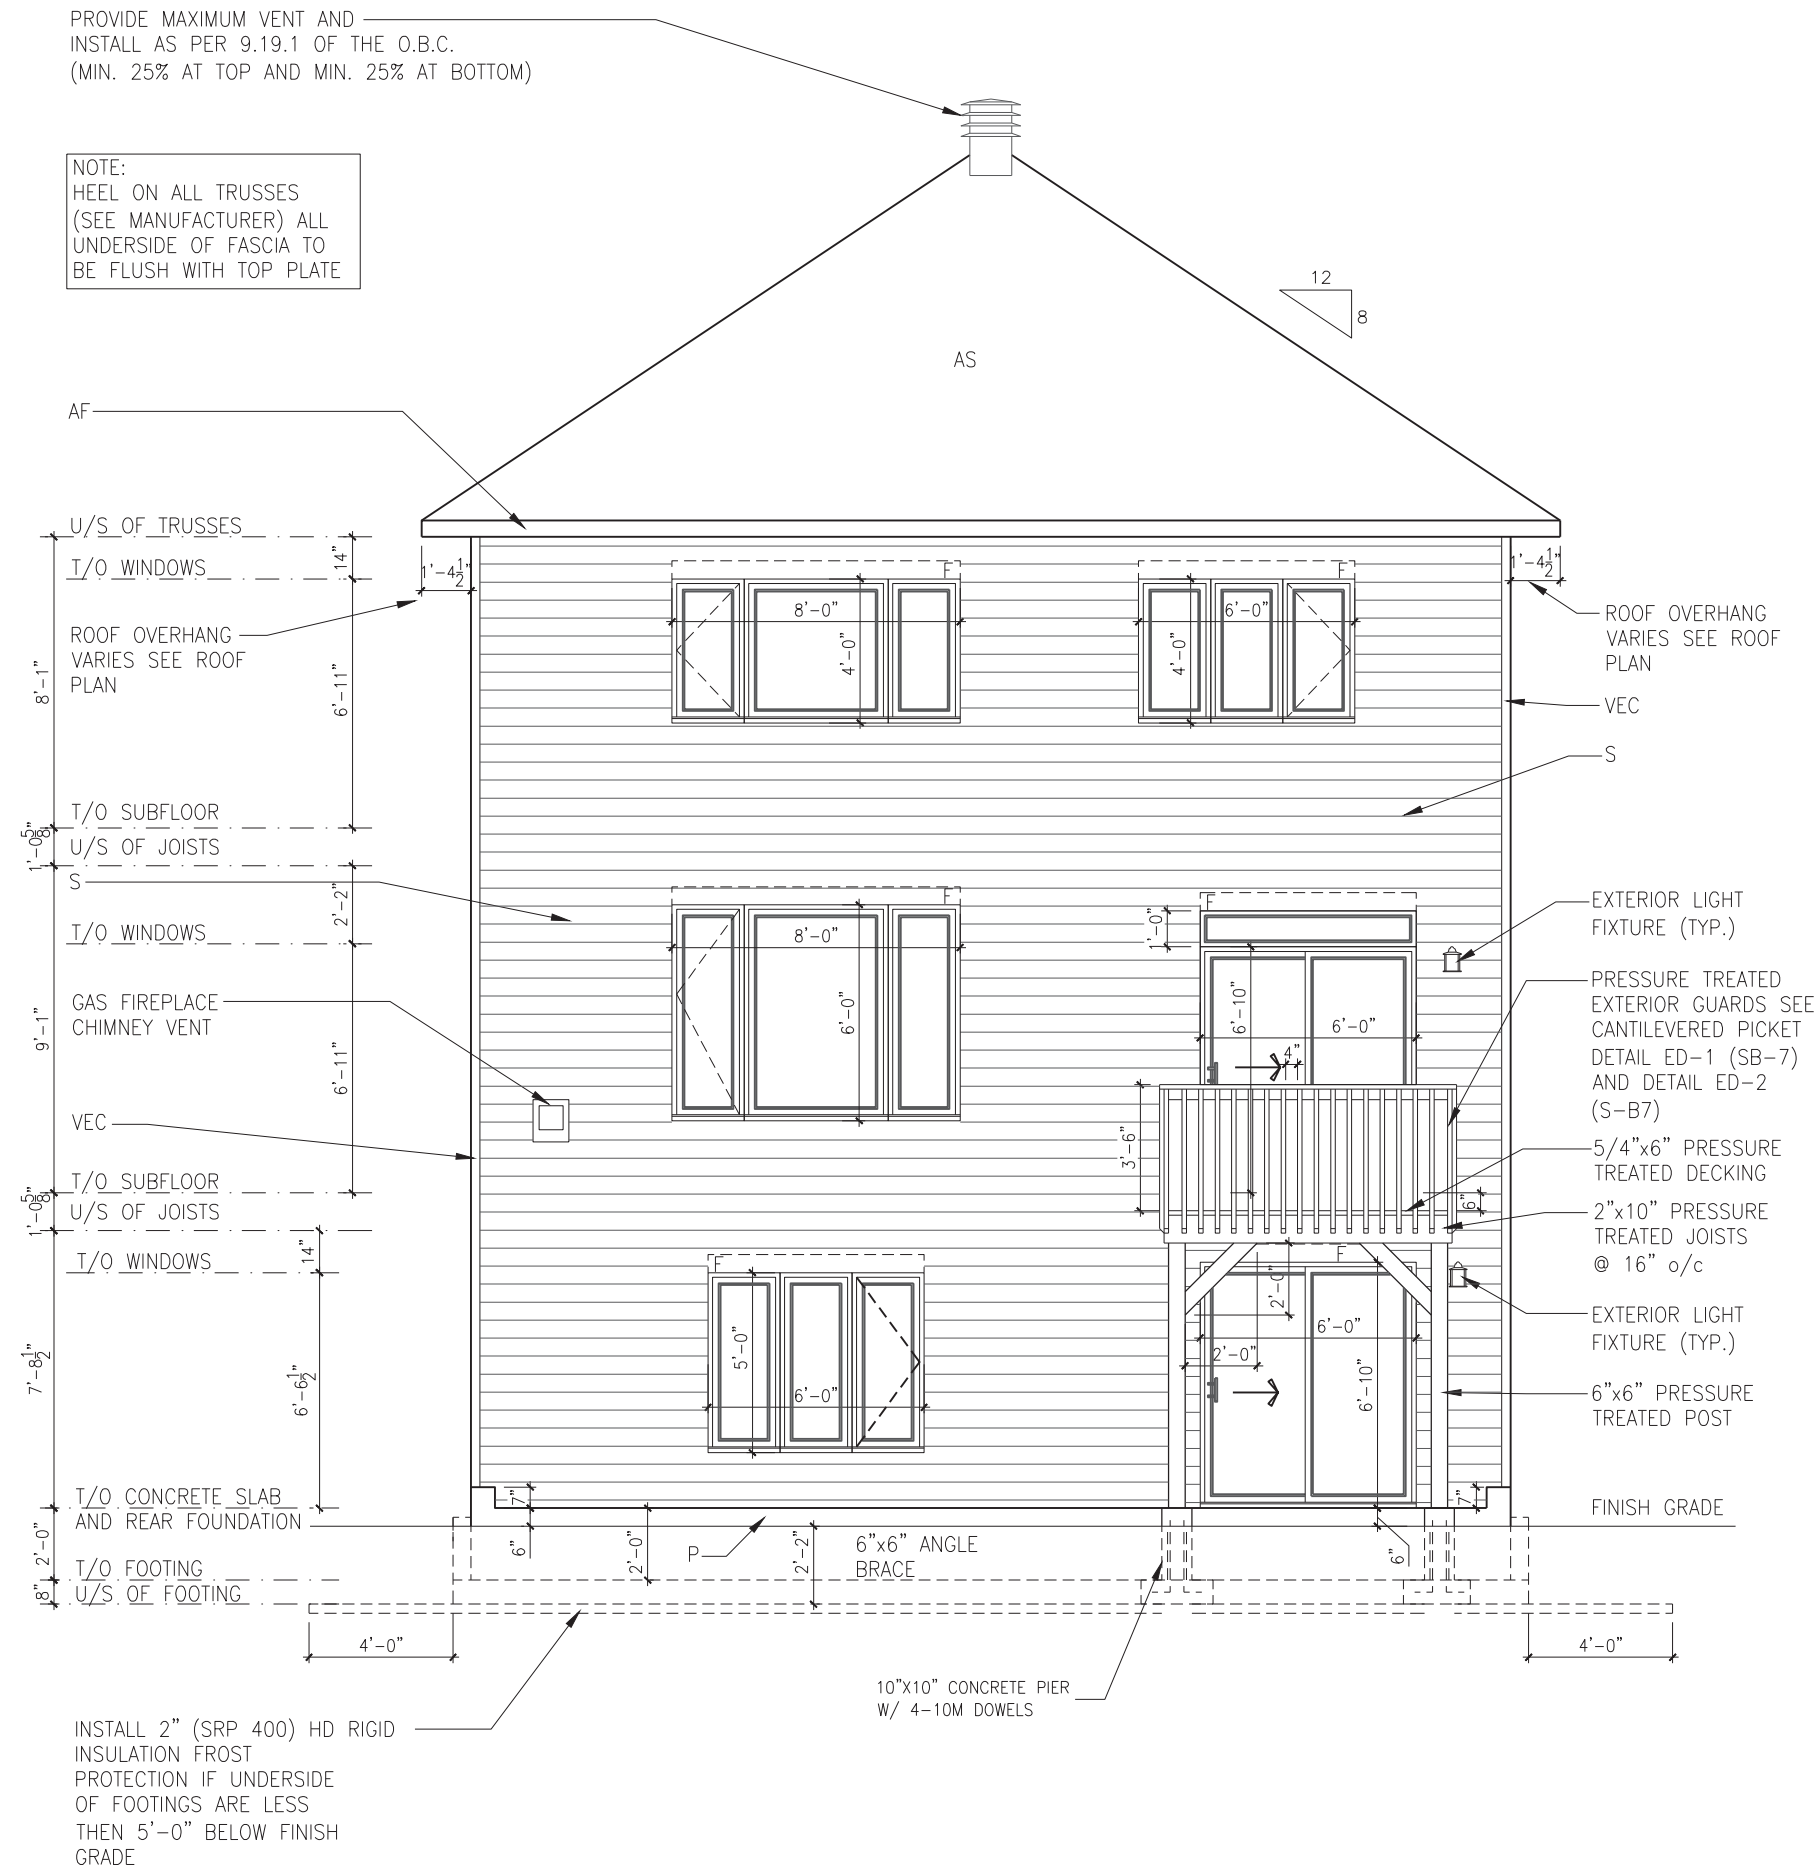 PROVIDE MAXIMUM VENT AND
INSTALL AS PER 9.19.1 OF THE O.B.C.
(MIN. 25% AT TOP AND MIN. 25% AT BOTTOM)
NOTE:
HEEL ON ALL TRUSSES
(SEE MANUFACTURER) ALL
UNDERSIDE OF FASCIA TO
BE FLUSH WITH TOP PLATE
12
8
AS
AF
U/S OF TRUSSES
14"
T/O WINDOWS
1'-4½"
1'-4½"
F
F
8'-0"
6'-0"
4'-0"
4'-0"
ROOF OVERHANG
VARIES SEE ROOF
PLAN
ROOF OVERHANG
VARIES SEE ROOF
PLAN
8'-1"
6'-11"
VEC
S
T/O SUBFLOOR
1'-0⅝"
U/S OF JOISTS
S
2'-2"
T/O WINDOWS
F
F
8'-0"
6'-0"
1'-0"
6'-10"
6'-0"
4"
EXTERIOR LIGHT
FIXTURE (TYP.)
PRESSURE TREATED
EXTERIOR GUARDS SEE
CANTILEVERED PICKET
DETAIL ED-1 (SB-7)
AND DETAIL ED-2
(S-B7)
GAS FIREPLACE
CHIMNEY VENT
9'-1"
6'-11"
VEC
3'-6"
5/4"x6" PRESSURE
TREATED DECKING
T/O SUBFLOOR
1'-0⅝"
U/S OF JOISTS
6"
2"x10" PRESSURE
TREATED JOISTS
@ 16" o/c
14"
T/O WINDOWS
F
F
5'-0"
6'-0"
2'-0"
6'-0"
2'-0"
6'-10"
EXTERIOR LIGHT
FIXTURE (TYP.)
6"x6" PRESSURE
TREATED POST
7'-8½"
6'-6½"
T/O CONCRETE SLAB
AND REAR FOUNDATION
7"
7"
FINISH GRADE
2'-0"
6"
2'-0"
P
2'-2"
6"x6" ANGLE
BRACE
6"
T/O FOOTING
8"
U/S OF FOOTING
4'-0"
4'-0"
10"X10" CONCRETE PIER
W/ 4-10M DOWELS
INSTALL 2" (SRP 400) HD RIGID
INSULATION FROST
PROTECTION IF UNDERSIDE
OF FOOTINGS ARE LESS
THEN 5'-0" BELOW FINISH
GRADE